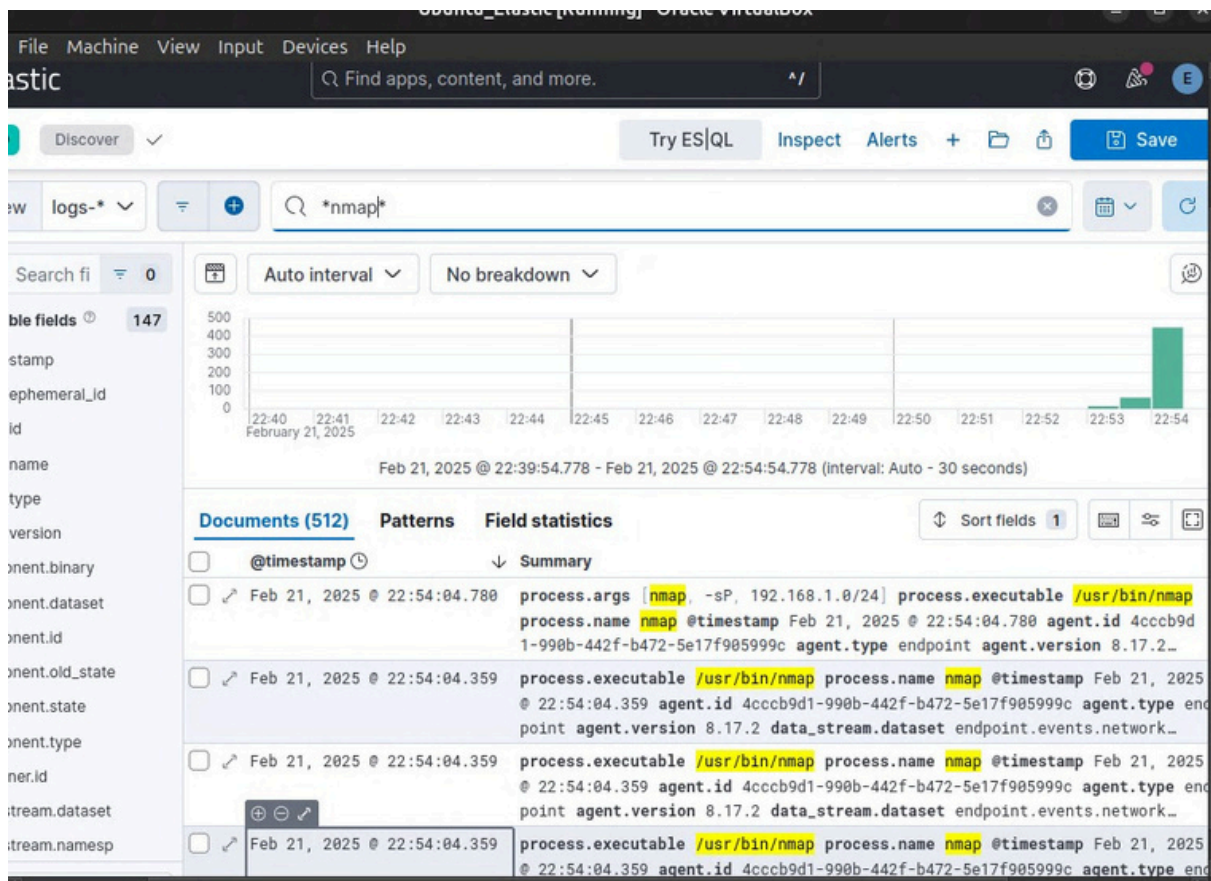 Ubuntu_Elastic [Running] - Oracle VirtualBox
File Machine View Input Devices Help
astic
Find apps, content, and more.
^/
E
Discover
Try ES|QL
Inspect
Alerts
Save
ew
logs-*
*nmap*
Search fi
0
Auto interval
No breakdown
ble fields
147
stamp
ephemeral_id
id
name
type
version
onent.binary
onent.dataset
onent.id
onent.old_state
onent.state
onent.type
ner.id
stream.dataset
stream.namesp
500
400
300
200
100
0
22:40 22:41 22:42 22:43 22:44 22:45 22:46 22:47 22:48 22:49 22:50 22:51 22:52 22:53 22:54
February 21, 2025
Feb 21, 2025 @ 22:39:54.778 - Feb 21, 2025 @ 22:54:54.778 (interval: Auto - 30 seconds)
Documents (512) Patterns Field statistics
Sort fields 1
@timestamp Summary
Feb 21, 2025 @ 22:54:04.780 process.args [nmap, -sP, 192.168.1.0/24] process.executable /usr/bin/nmap
process.name nmap @timestamp Feb 21, 2025 @ 22:54:04.780 agent.id 4cccb9d
1-990b-442f-b472-5e17f905999c agent.type endpoint agent.version 8.17.2…
Feb 21, 2025 @ 22:54:04.359 process.executable /usr/bin/nmap process.name nmap @timestamp Feb 21, 2025
@ 22:54:04.359 agent.id 4cccb9d1-990b-442f-b472-5e17f905999c agent.type end
point agent.version 8.17.2 data_stream.dataset endpoint.events.network…
Feb 21, 2025 @ 22:54:04.359 process.executable /usr/bin/nmap process.name nmap @timestamp Feb 21, 2025
@ 22:54:04.359 agent.id 4cccb9d1-990b-442f-b472-5e17f905999c agent.type end
point agent.version 8.17.2 data_stream.dataset endpoint.events.network…
Feb 21, 2025 @ 22:54:04.359 process.executable /usr/bin/nmap process.name nmap @timestamp Feb 21, 2025
@ 22:54:04.359 agent.id 4cccb9d1-990b-442f-b472-5e17f905999c agent.type end